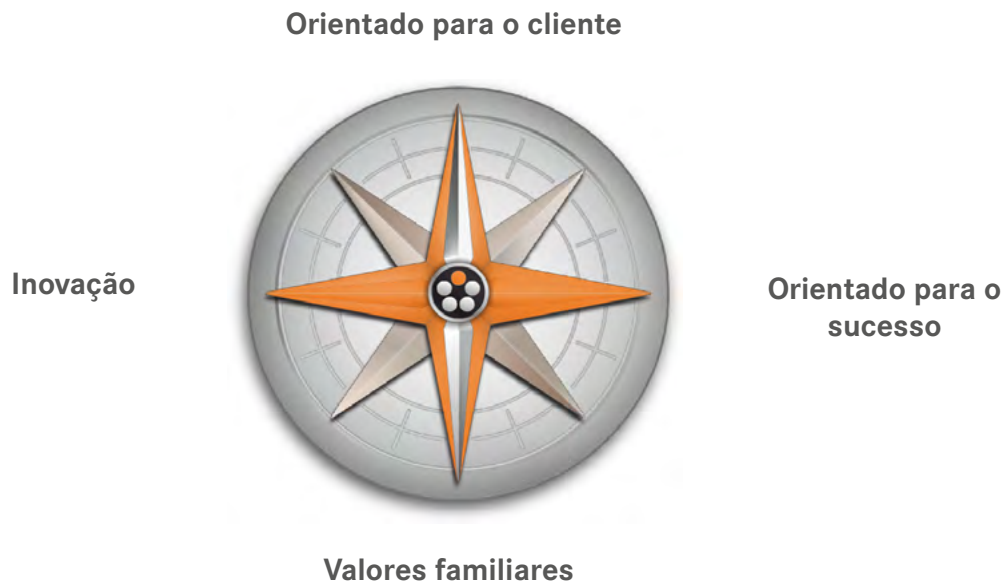 Orientado para o cliente
Inovação
Orientado para o
sucesso
Valores familiares